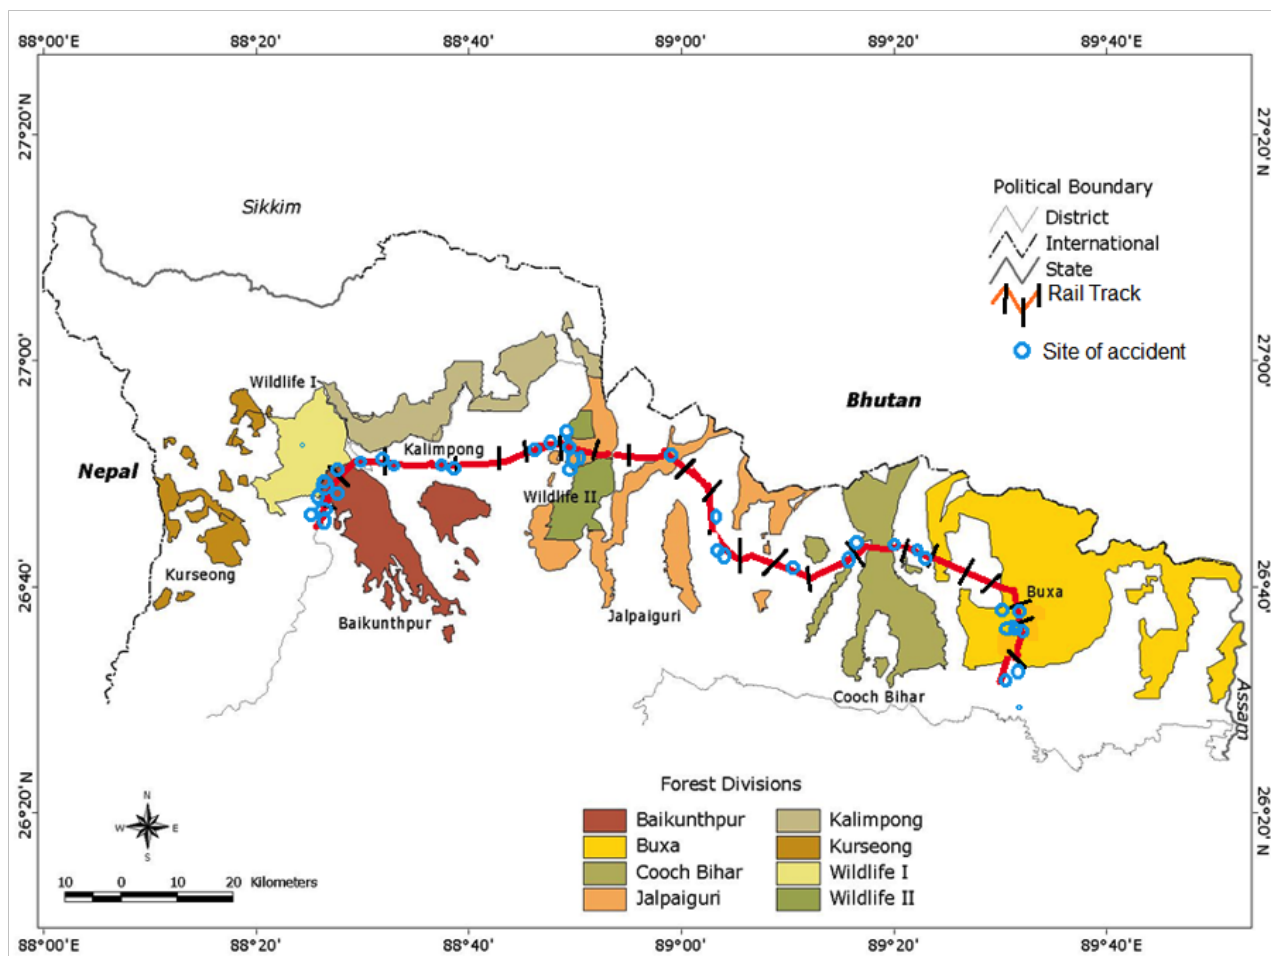 88°00'E 88°20' 88°40' 89°00' 89°20' 89°40'
27°20'N
27°20'N
Political Boundary
Sikkim
District
International
State
Rail Track
Site of accident
27°00'
27°00'
Wildlife I
Bhutan
Kalimpong
Nepal
Wildlife II
Kurseong
26°40'
26°40'
Buxa
Jalpaiguri
Baikunthpur
Cooch Bihar
Assam
Forest Divisions
26°20'N
26°20'N
N
W E
S
Baikunthpur Kalimpong
Buxa Kurseong
Cooch Bihar Wildlife I
Jalpaiguri Wildlife II
10 0 10 20 Kilometers
88°00'E 88°20' 88°40' 89°00' 89°20' 89°40'